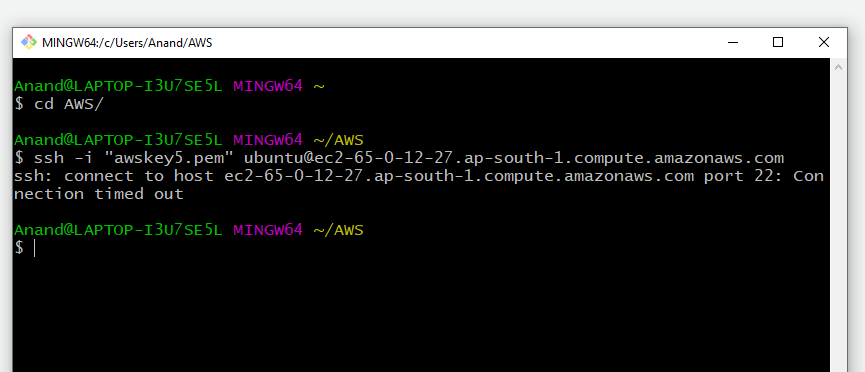 MINGW64:/c/Users/Anand/AWS
Anand@LAPTOP-I3U7SE5L MINGW64 ~
$ cd AWS/
Anand@LAPTOP-I3U7SE5L MINGW64 ~/AWS
$ ssh -i "awskey5.pem" ubuntu@ec2-65-0-12-27.ap-south-1.compute.amazonaws.com
ssh: connect to host ec2-65-0-12-27.ap-south-1.compute.amazonaws.com port 22: Con
nection timed out
Anand@LAPTOP-I3U7SE5L MINGW64 ~/AWS
$